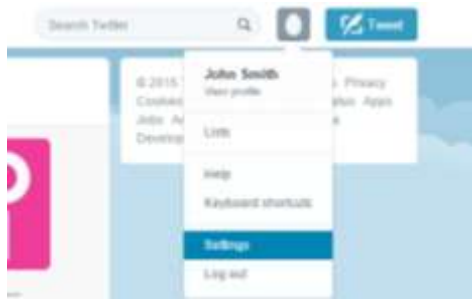 Search Twitter
Tweet
John Smith
View profile
© 2015 Privacy
Cookies Apps
Jobs
Lists
Help
Keyboard shortcuts
Settings
Log out